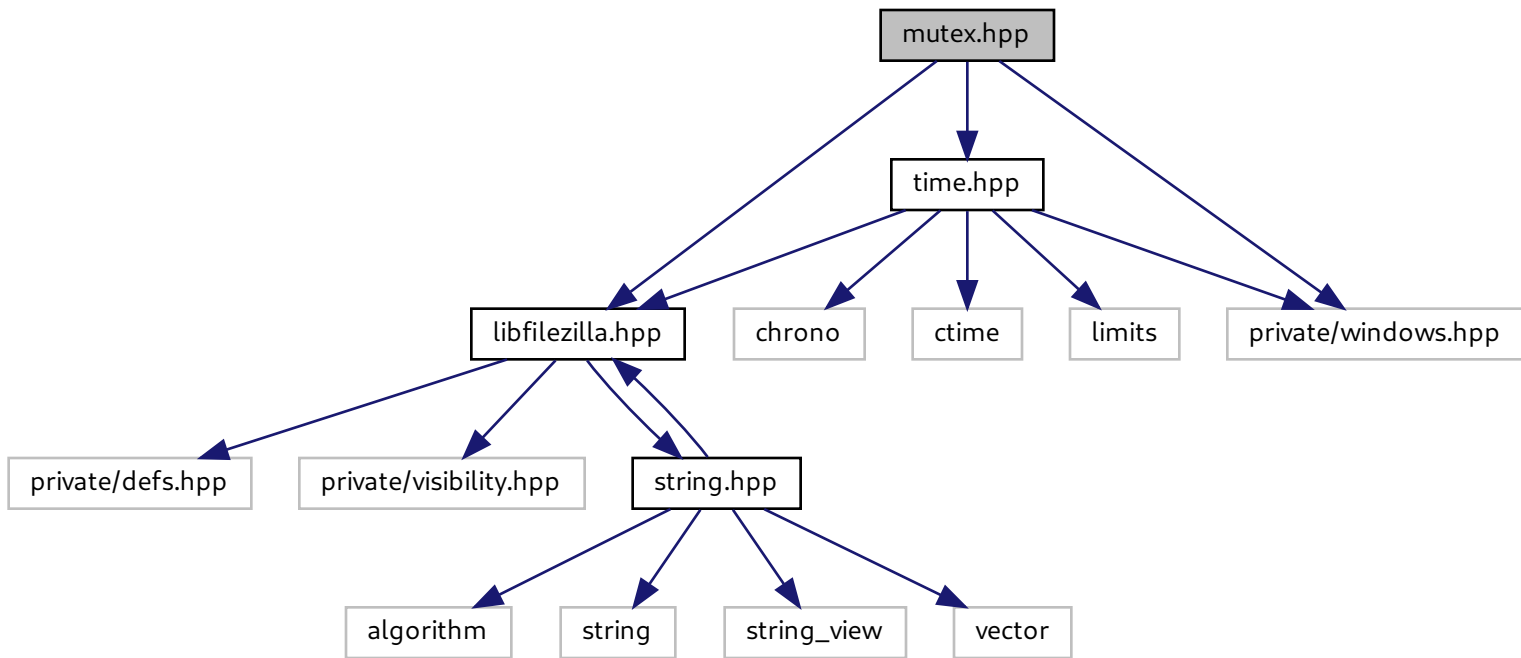 mutex.hpp
time.hpp
libfilezilla.hpp
chrono
ctime
limits
private/windows.hpp
private/defs.hpp
private/visibility.hpp
string.hpp
algorithm
string
string_view
vector